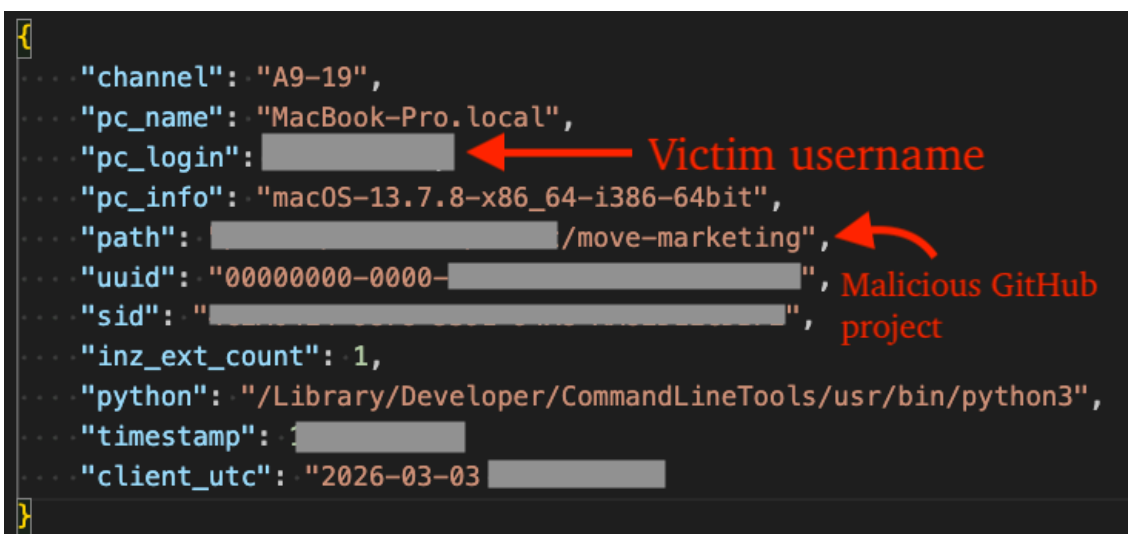 {
"channel": "A9-19",
"pc_name": "MacBook-Pro.local",
"pc_login":
Victim username
"pc_info": "macOS-13.7.8-x86_64-i386-64bit",
"path": /move-marketing",
"uuid": "00000000-0000- ",
Malicious GitHub
project
"sid": " ",
"inz_ext_count": 1,
"python": "/Library/Developer/CommandLineTools/usr/bin/python3",
"timestamp": 1
"client_utc": "2026-03-03
}